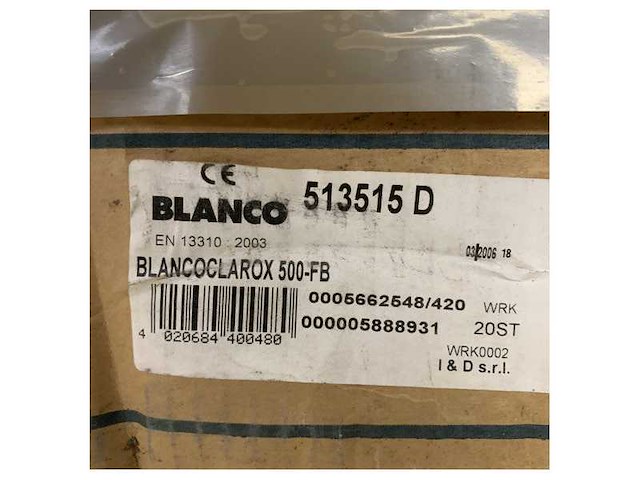 CE
BLANCO 513515 D
EN 13310 : 2003
03/2006 18
BLANCOCLAROX 500-FB
0005662548/420 WRK
000005888931 20ST
4 020684 400480
WRK0002
I & D s.r.l.